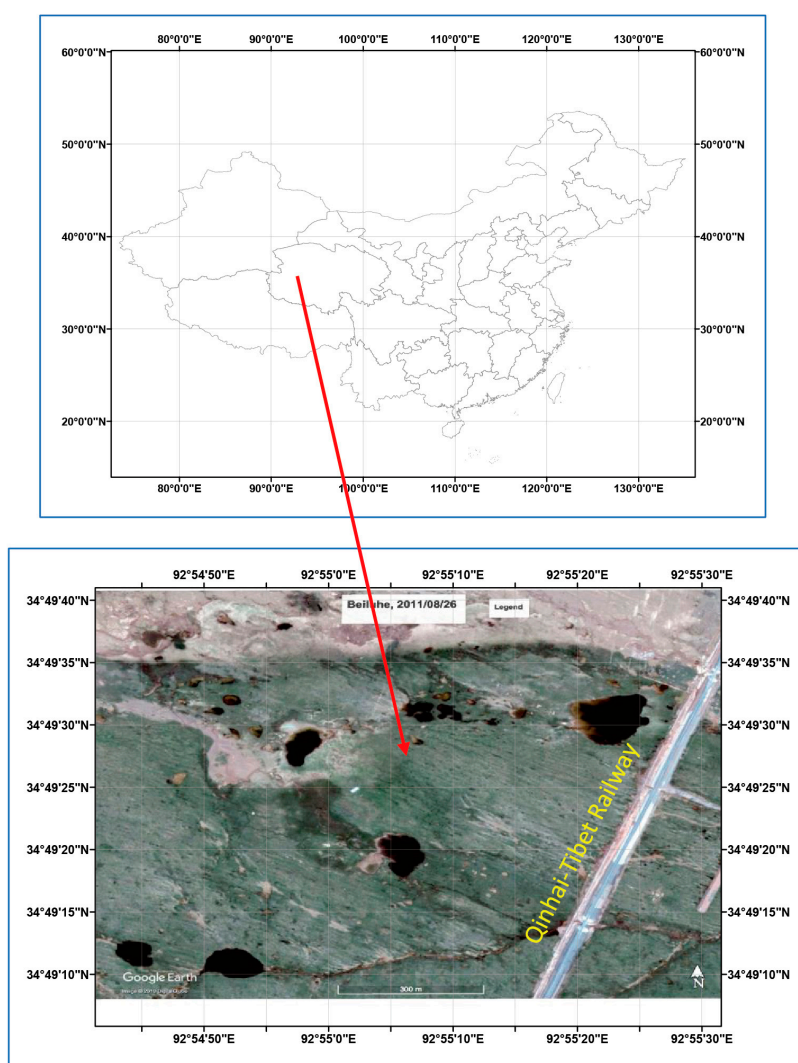 80°0'0"E 90°0'0"E 100°0'0"E 110°0'0"E 120°0'0"E 130°0'0"E
60°0'0"N 60°0'0"N
50°0'0"N 50°0'0"N
40°0'0"N 40°0'0"N
30°0'0"N 30°0'0"N
20°0'0"N 20°0'0"N
80°0'0"E 90°0'0"E 100°0'0"E 110°0'0"E 120°0'0"E 130°0'0"E
92°54'50"E 92°55'0"E 92°55'10"E 92°55'20"E 92°55'30"E
34°49'40"N 34°49'40"N
Beiluhe, 2011/08/26 Legend
34°49'35"N 34°49'35"N
34°49'30"N 34°49'30"N
34°49'25"N 34°49'25"N
Qinhai-Tibet Railway
34°49'20"N 34°49'20"N
34°49'15"N 34°49'15"N
34°49'10"N 34°49'10"N
Google Earth
300 m
N
92°54'50"E 92°55'0"E 92°55'10"E 92°55'20"E 92°55'30"E